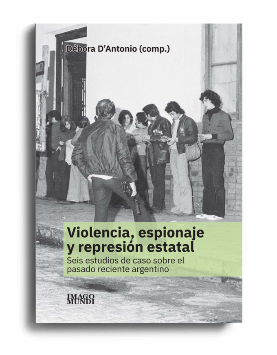 Débora D'Antonio (comp.)
Violencia, espionaje
y represión estatal
Seis estudios de caso sobre el
pasado reciente argentino
IMAGO
MUNDI